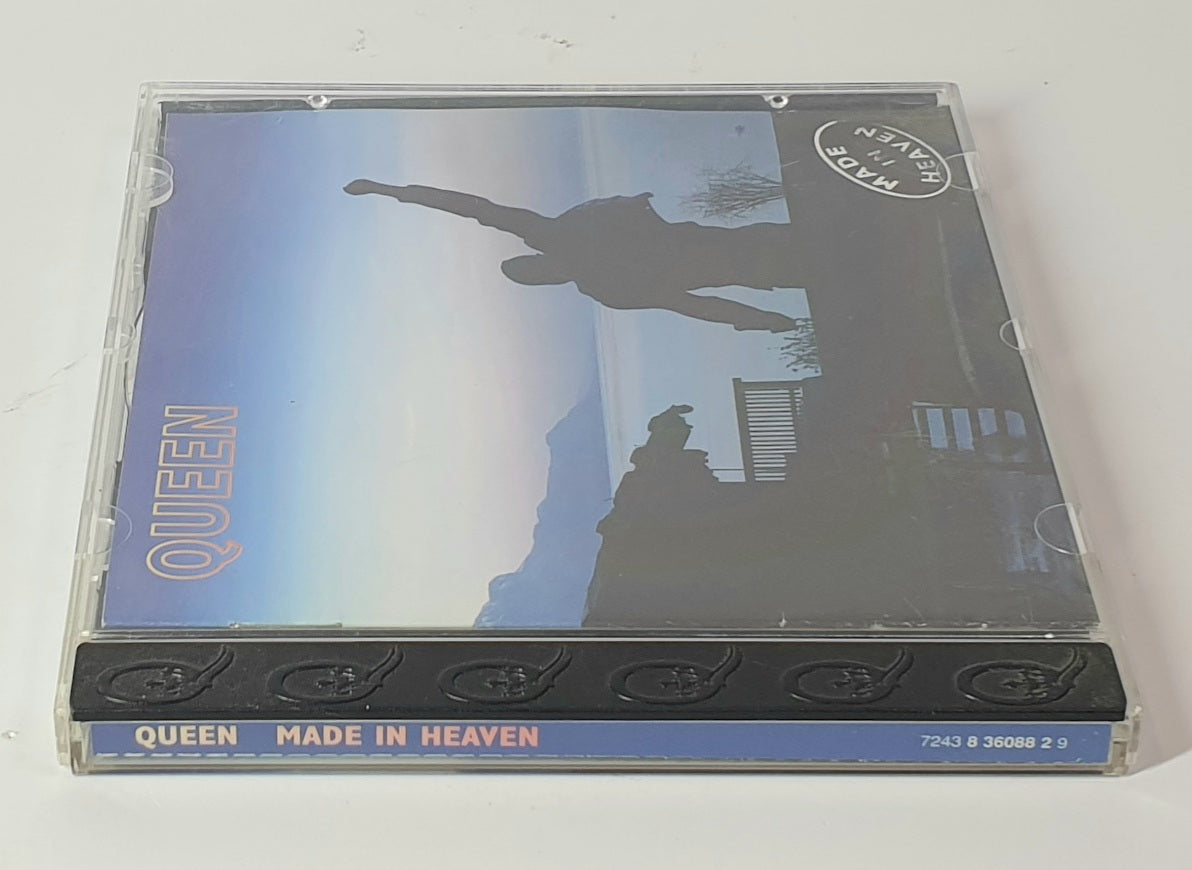 QUEEN
MADE
IN
HEAVEN
QUEEN MADE IN HEAVEN 7243 8 36088 2 9